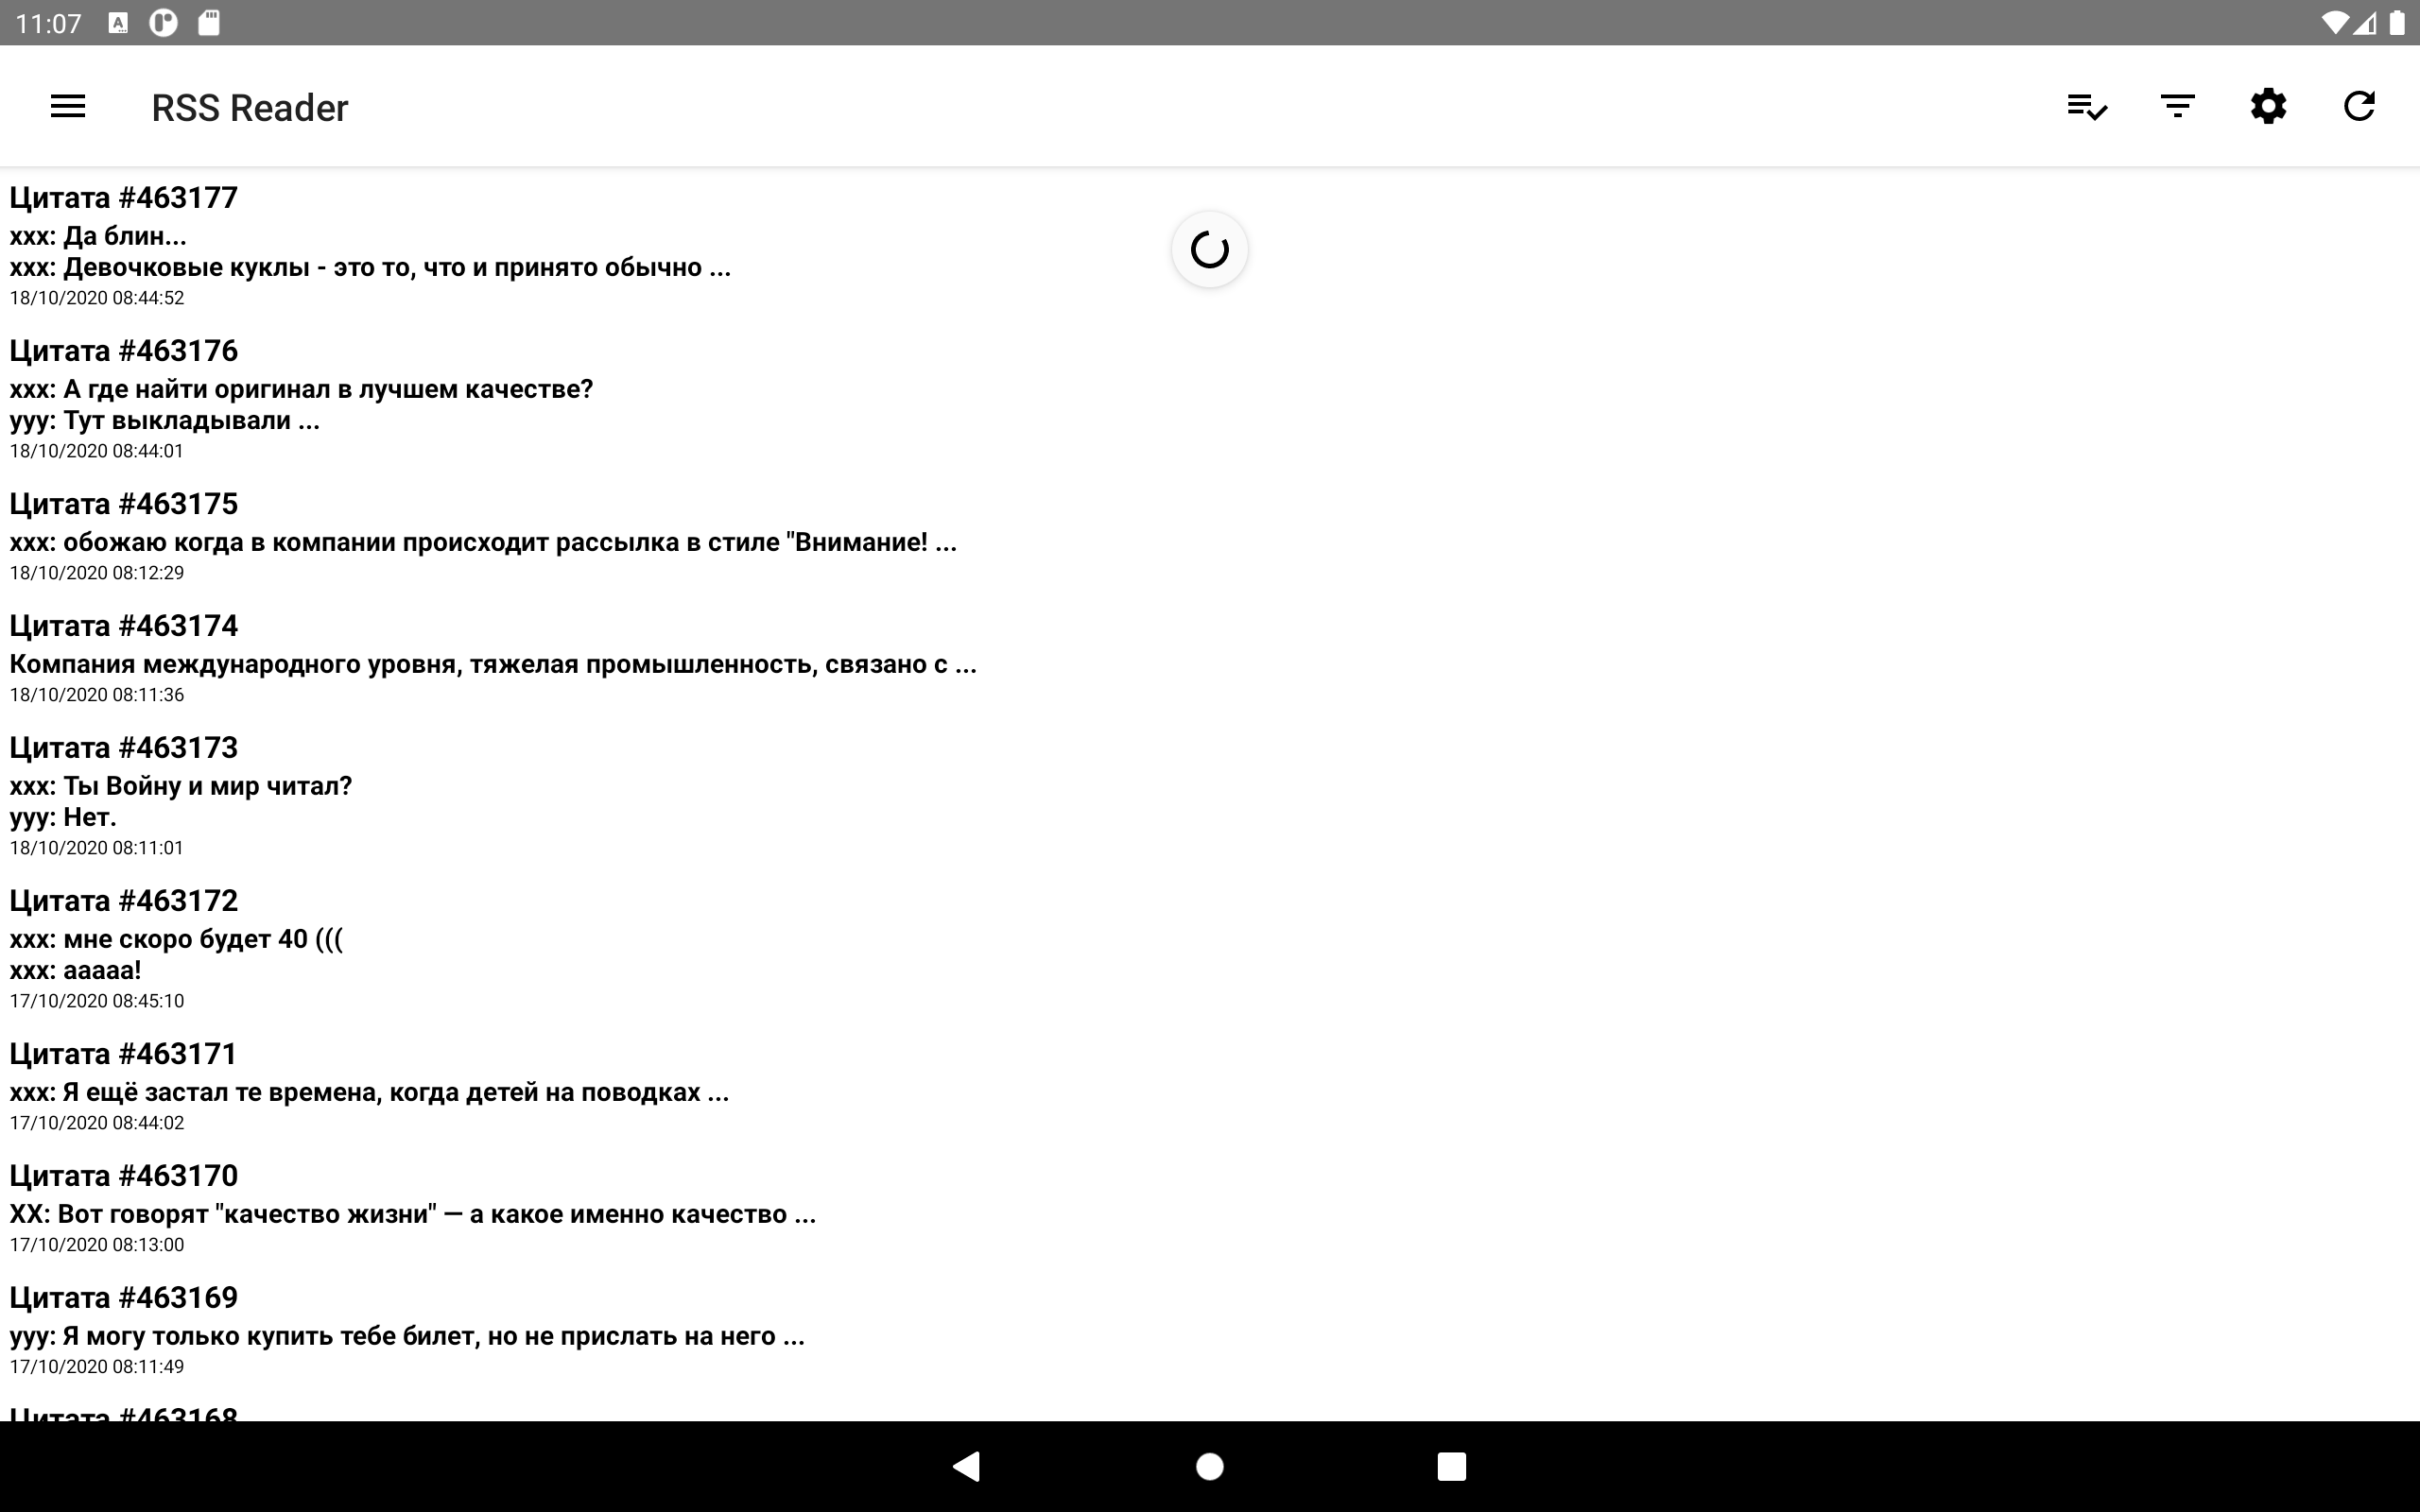 11:07
RSS Reader
Цитата #463177
xxx: Да блин...
xxx: Девочковые куклы - это то, что и принято обычно ...
18/10/2020 08:44:52
Цитата #463176
xxx: А где найти оригинал в лучшем качестве?
yyy: Тут выкладывали ...
18/10/2020 08:44:01
Цитата #463175
xxx: обожаю когда в компании происходит рассылка в стиле "Внимание! ...
18/10/2020 08:12:29
Цитата #463174
Компания международного уровня, тяжелая промышленность, связано с ...
18/10/2020 08:11:36
Цитата #463173
xxx: Ты Войну и мир читал?
yyy: Нет.
18/10/2020 08:11:01
Цитата #463172
xxx: мне скоро будет 40 (((
xxx: ааааа!
17/10/2020 08:45:10
Цитата #463171
xxx: Я ещё застал те времена, когда детей на поводках ...
17/10/2020 08:44:02
Цитата #463170
XX: Вот говорят "качество жизни" — а какое именно качество ...
17/10/2020 08:13:00
Цитата #463169
yyy: Я могу только купить тебе билет, но не прислать на него ...
17/10/2020 08:11:49
Цитата #463168